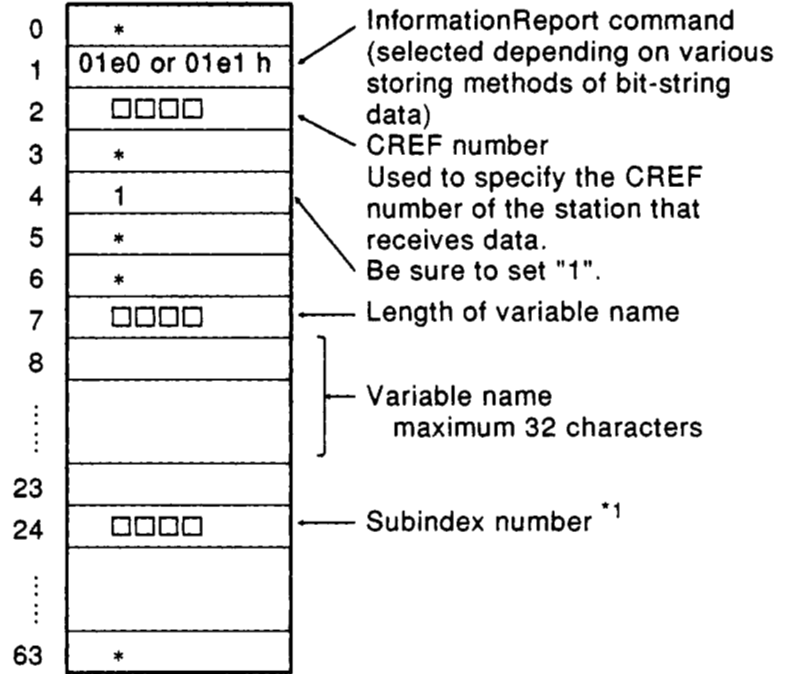 0 *
InformationReport command
1 01e0 or 01e1 h
(selected depending on various
storing methods of bit-string
data)
2 □□□□
CREF number
3 *
Used to specify the CREF
4 1
number of the station that
receives data.
5 *
Be sure to set "1".
6 *
7 □□□□
Length of variable name
8
Variable name
maximum 32 characters
23
24 □□□□
Subindex number *1
63 *